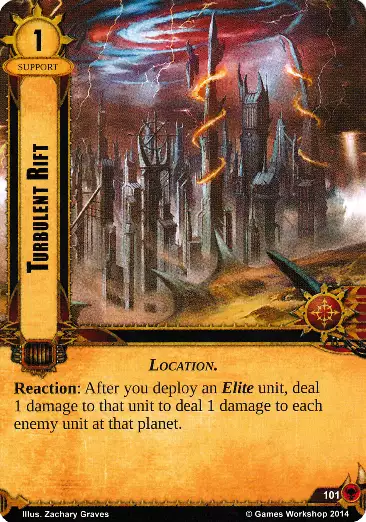 1
SUPPORT
TURBULENT RIFT
LOCATION.
Reaction: After you deploy an Elite unit, deal
1 damage to that unit to deal 1 damage to each
enemy unit at that planet.
101
Illus. Zachary Graves
© Games Workshop 2014